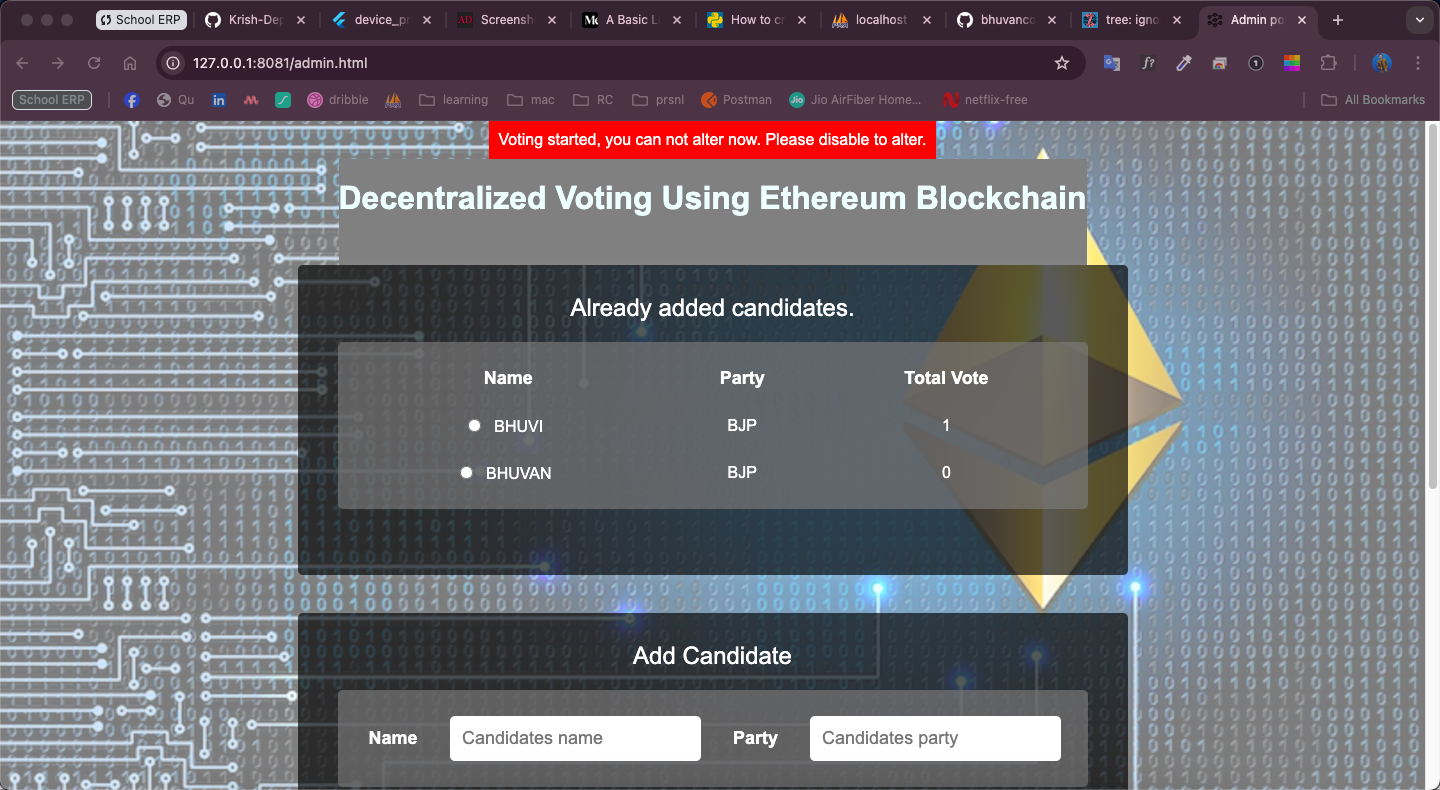 School ERP
Krish-Dep
device_pr
Screensh
A Basic L
How to cr
localhost
bhuvanco
tree: igno
Admin po
127.0.0.1:8081/admin.html
School ERP
Qu
dribble
learning
mac
RC
prsnl
Postman
Jio AirFiber Home...
netflix-free
All Bookmarks
Voting started, you can not alter now. Please disable to alter.
Decentralized Voting Using Ethereum Blockchain
Already added candidates.
Name Party Total Vote
BHUVI BJP 1
BHUVAN BJP 0
Add Candidate
Name Candidates name Party Candidates party